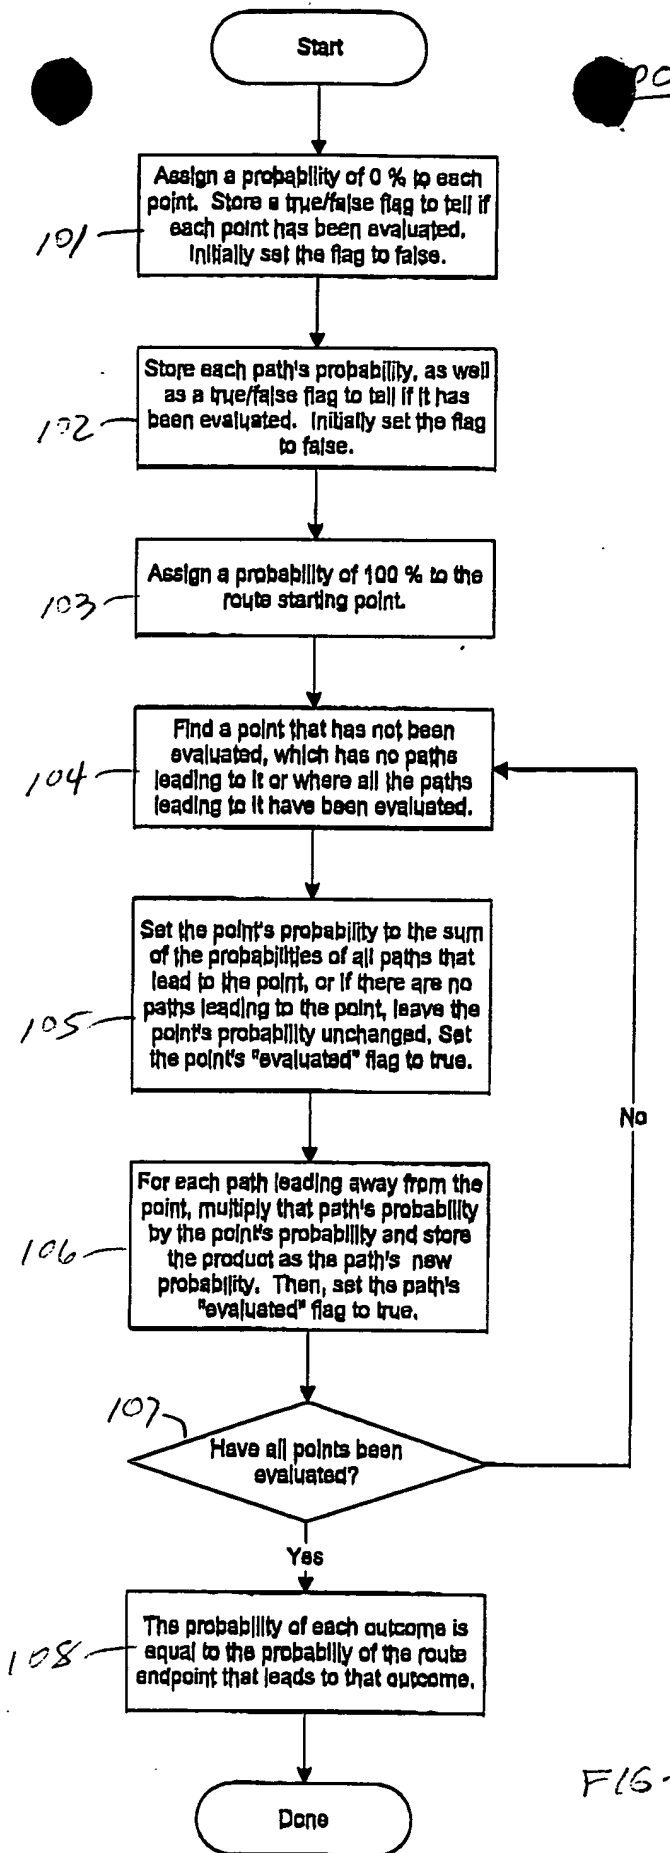 Start
Assign a probability of 0 % to each
point. Store a true/false flag to tell if
each point has been evaluated.
Initially set the flag to false.
101
Store each path's probability, as well
as a true/false flag to tell if it has
been evaluated. Initially set the flag
to false.
102
Assign a probability of 100 % to the
route starting point.
103
Find a point that has not been
evaluated, which has no paths
leading to it or where all the paths
leading to it have been evaluated.
104
Set the point's probability to the sum
of the probabilities of all paths that
lead to the point, or if there are no
paths leading to the point, leave the
point's probability unchanged. Set
the point's "evaluated" flag to true.
105
No
For each path leading away from the
point, multiply that path's probability
by the point's probability and store
the product as the path's new
probability. Then, set the path's
"evaluated" flag to true.
106
107
Have all points been
evaluated?
Yes
The probability of each outcome is
equal to the probabiliy of the route
endpoint that leads to that outcome.
108
FIG-
Done